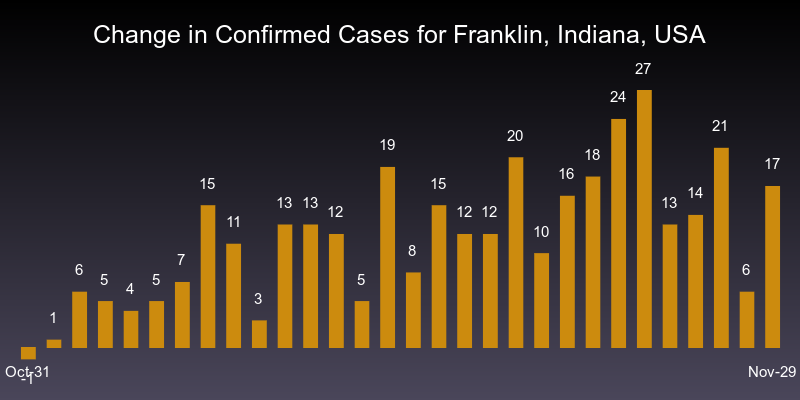 Change in Confirmed Cases for Franklin, Indiana, USA
-1 1 6 5 4 5 7 15 11 3 13 13 12 5 19 8 15 12 12 20 10 16 18 24 27 13 14 21 6 17
Oct-31 Nov-29